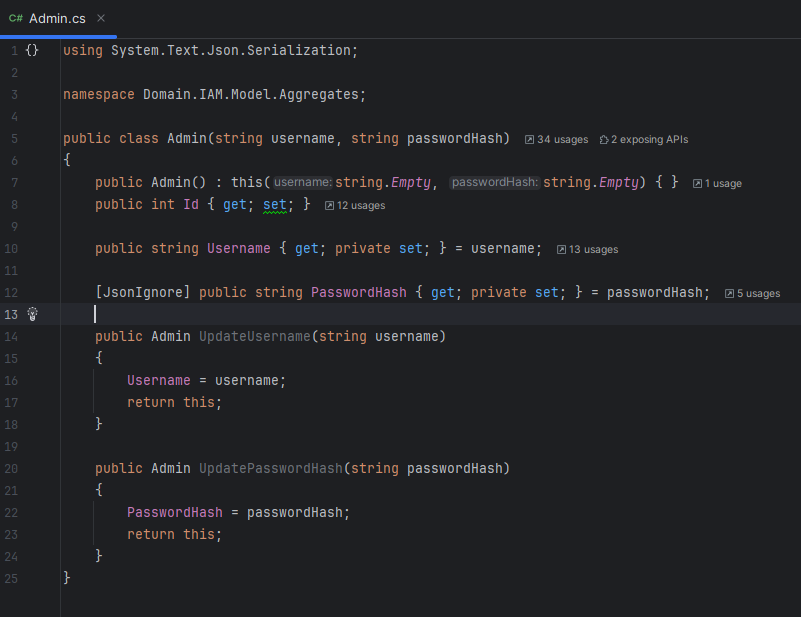 C# Admin.cs ×
1 {} using System.Text.Json.Serialization;
2
3 namespace Domain.IAM.Model.Aggregates;
4
5 public class Admin(string username, string passwordHash) 34 usages 2 exposing APIs
6 {
7 public Admin() : this(username: string.Empty, passwordHash: string.Empty) { } 1 usage
8 public int Id { get; set; } 12 usages
9
10 public string Username { get; private set; } = username; 13 usages
11
12 [JsonIgnore] public string PasswordHash { get; private set; } = passwordHash; 5 usages
13
14 public Admin UpdateUsername(string username)
15 {
16 Username = username;
17 return this;
18 }
19
20 public Admin UpdatePasswordHash(string passwordHash)
21 {
22 PasswordHash = passwordHash;
23 return this;
24 }
25 }